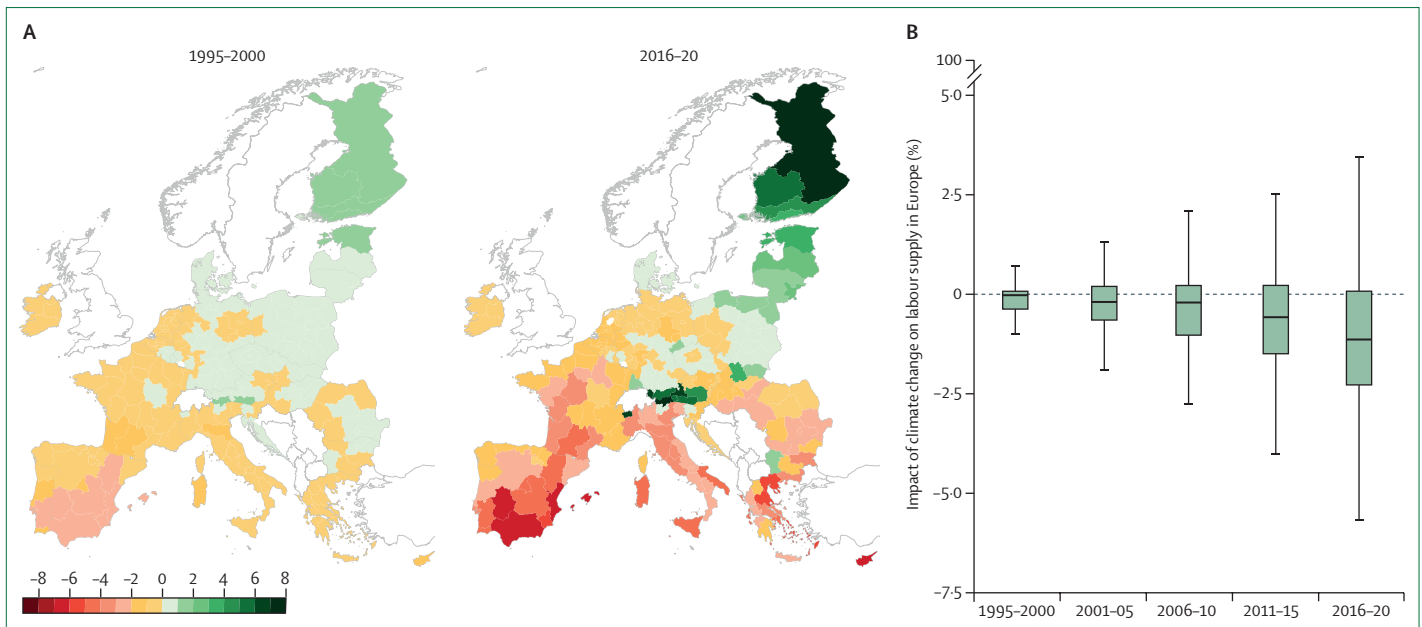 A
1995–2000
2016–20
–8 –6 –4 –2 0 2 4 6 8
B
Impact of climate change on labour supply in Europe (%)
100
5·0
2·5
0
–2·5
–5·0
–7·5
1995–2000 2001–05 2006–10 2011–15 2016–20